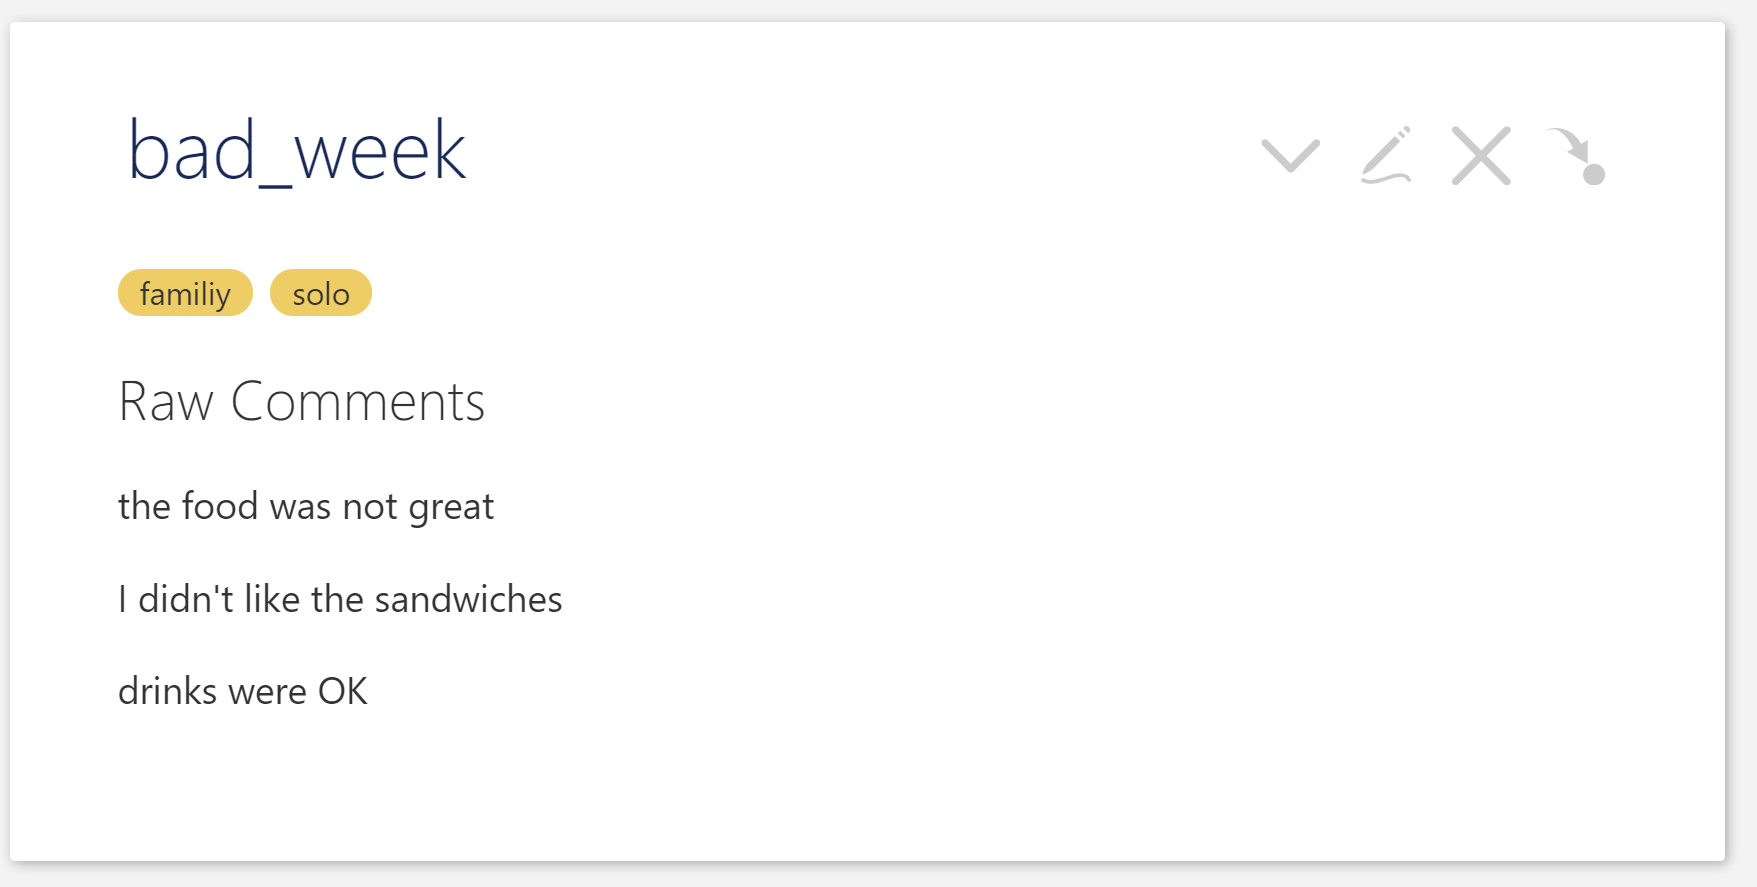 bad_week
familiy solo
Raw Comments
the food was not great
I didn't like the sandwiches
drinks were OK